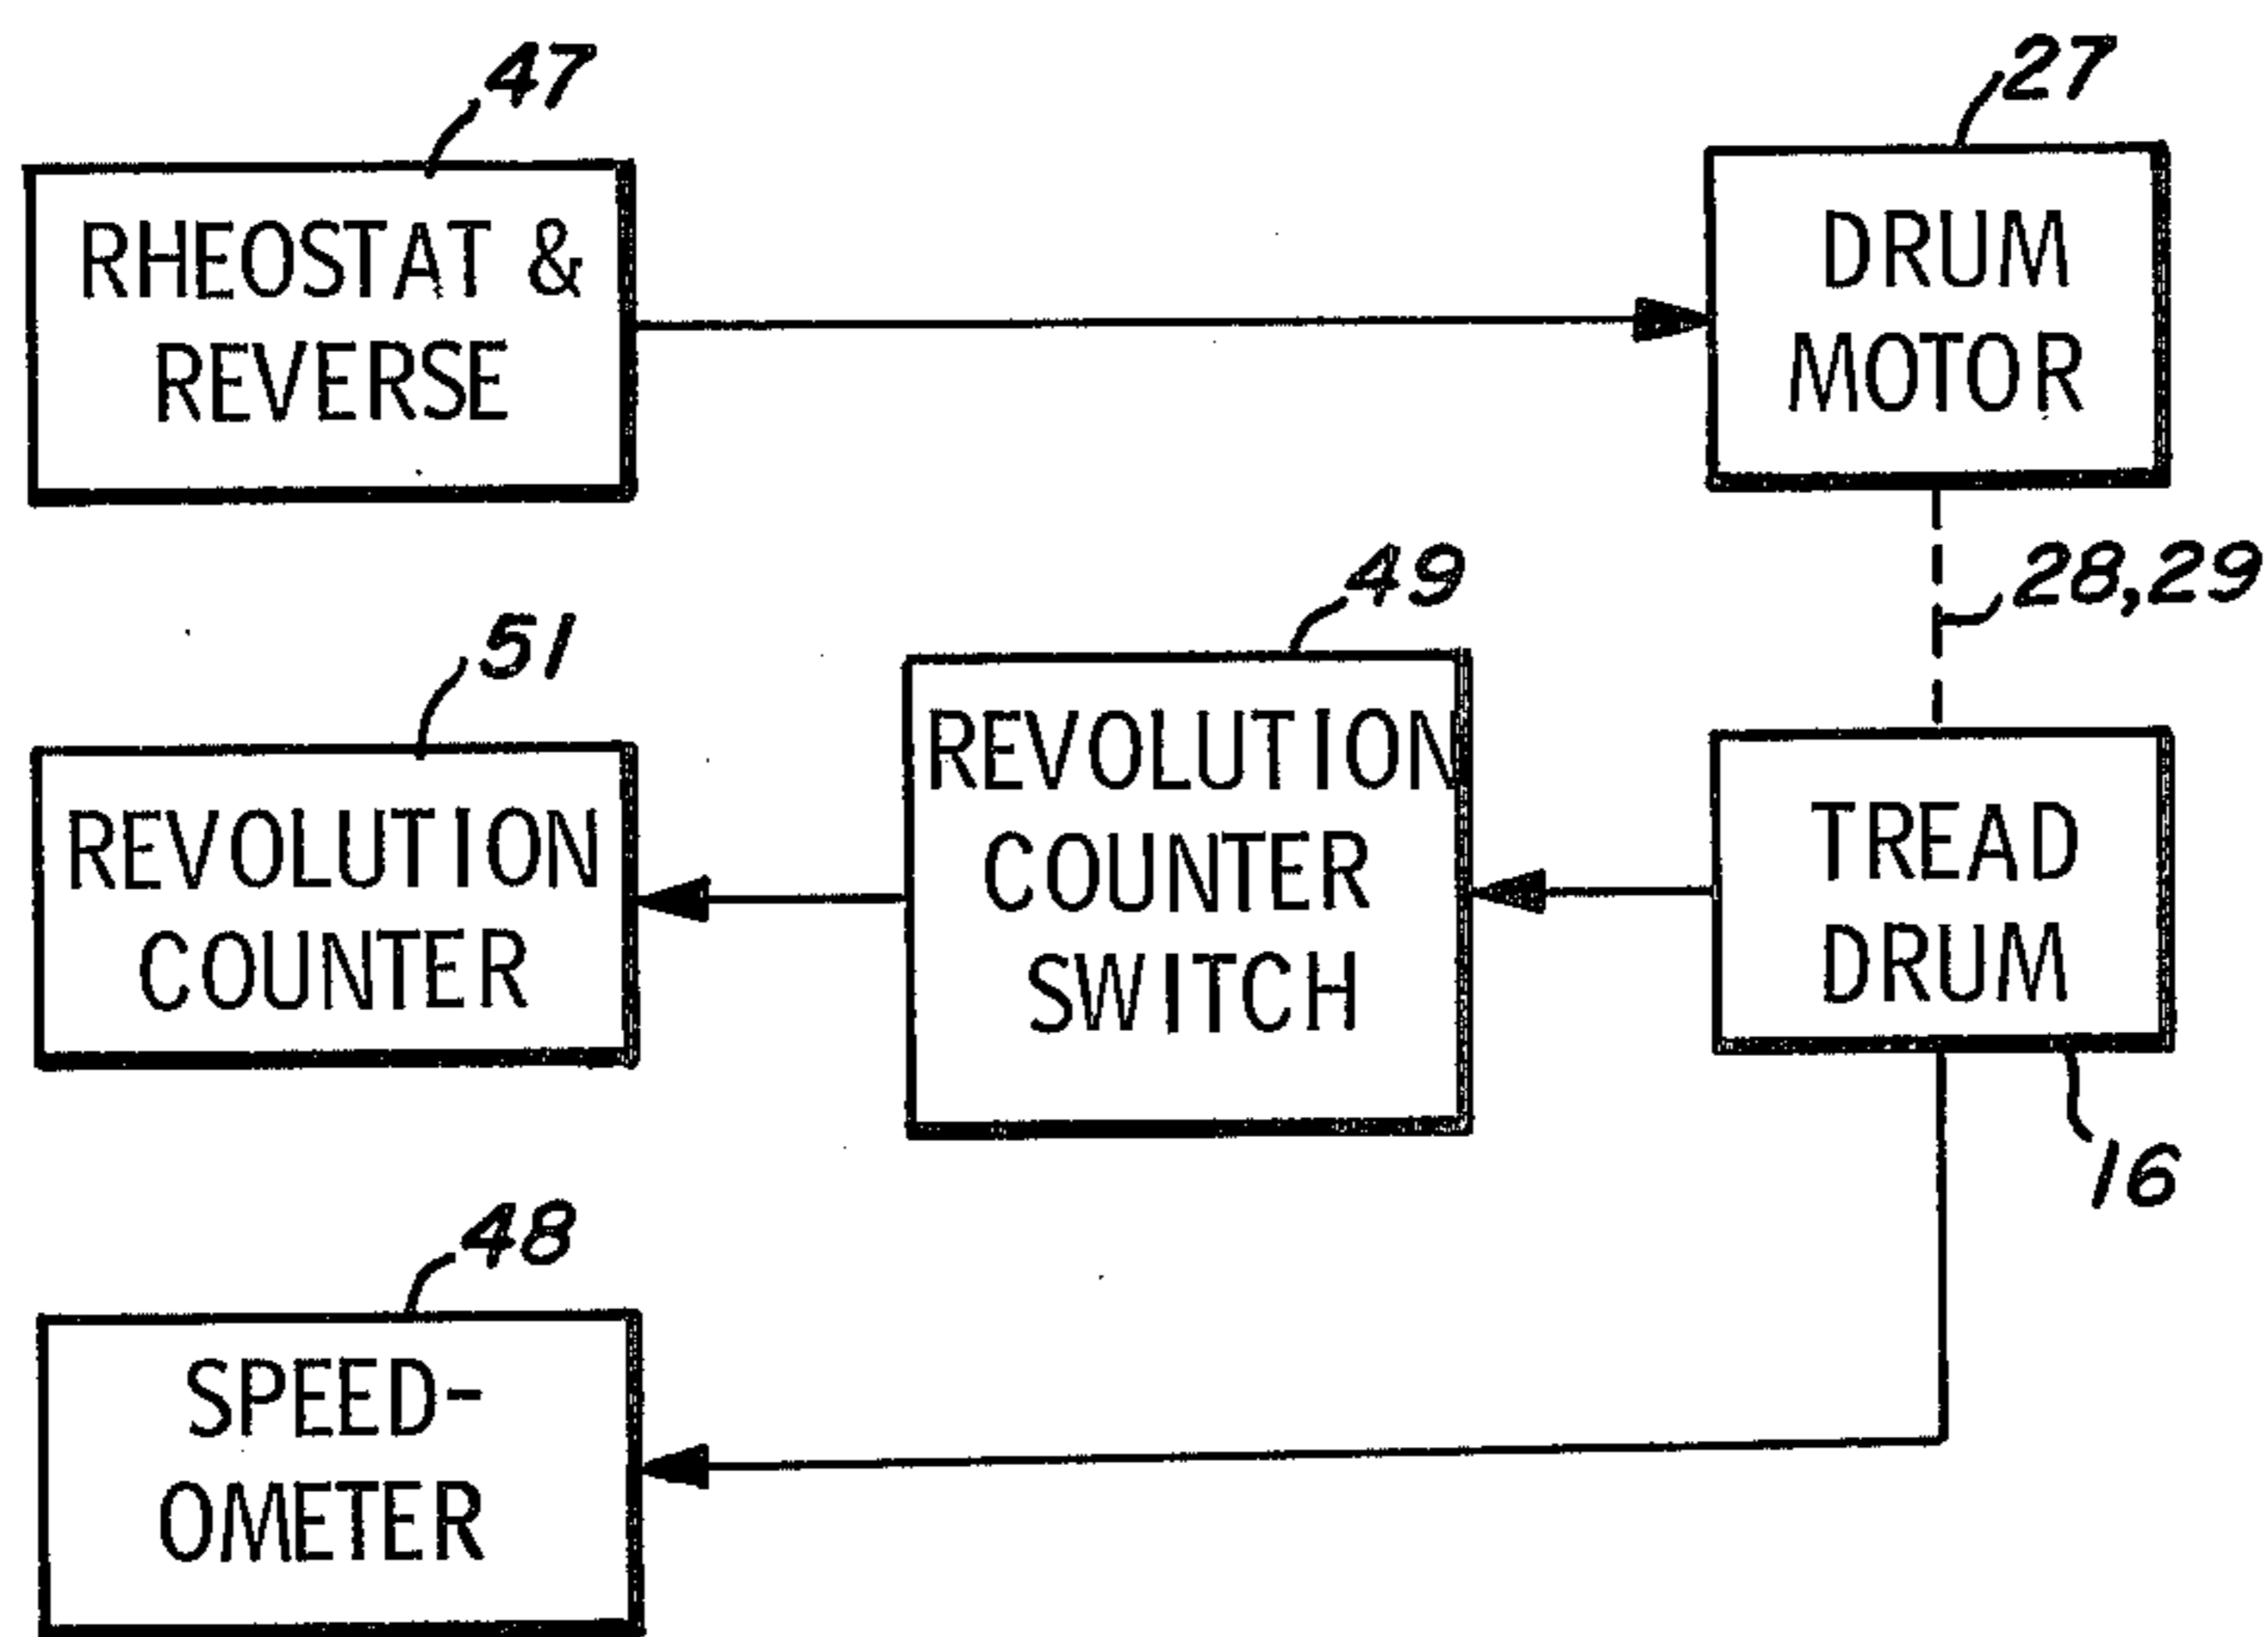 47
RHEOSTAT &
REVERSE
27
DRUM
MOTOR
28,29
51
REVOLUTION
COUNTER
49
REVOLUTION
COUNTER
SWITCH
TREAD
DRUM
16
48
SPEED-
OMETER